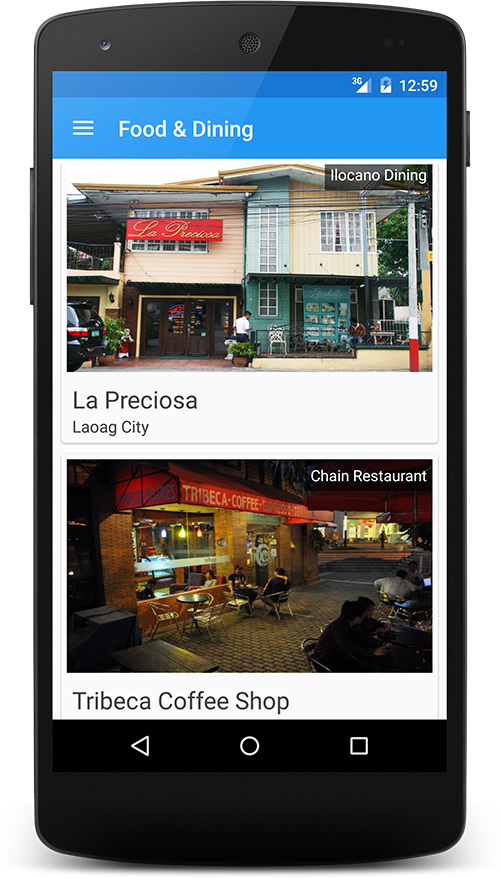 3G
12:59
Food & Dining
Ilocano Dining
La Preciosa
La Preciosa
Laoag City
Chain Restaurant
TRIBECA·COFFEE·ESPRESSO
Tribeca Coffee Shop